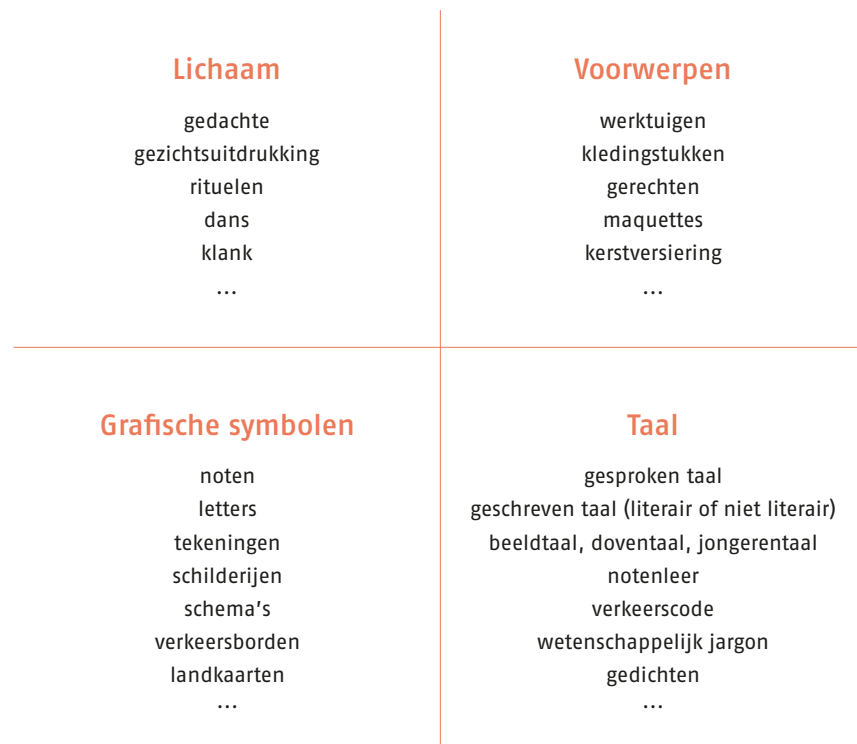 Lichaam
gedachte
gezichtsuitdrukking
rituelen
dans
klank
...
Voorwerpen
werktuigen
kledingstukken
gerechten
maquettes
kerstversiering
...
Grafische symbolen
noten
letters
tekeningen
schilderijen
schema's
verkeersborden
landkaarten
...
Taal
gesproken taal
geschreven taal (literair of niet literair)
beeldtaal, doventaal, jongerentaal
notenleer
verkeerscode
wetenschappelijk jargon
gedichten
...